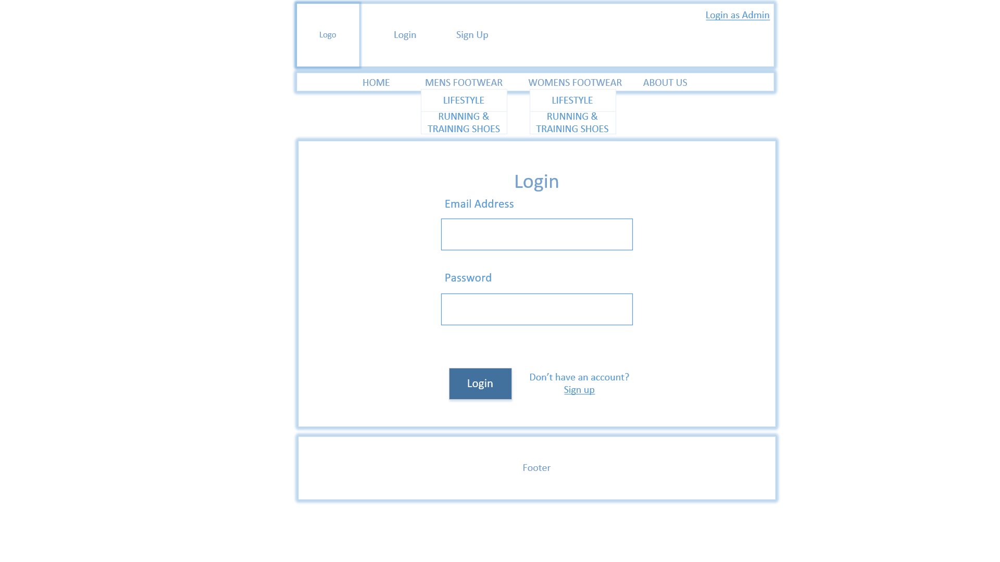 Login as Admin
Logo
Login
Sign Up
HOME
MENS FOOTWEAR
WOMENS FOOTWEAR
ABOUT US
LIFESTYLE
RUNNING &
TRAINING SHOES
LIFESTYLE
RUNNING &
TRAINING SHOES
Login
Email Address
Password
Login
Don’t have an account?
Sign up
Footer